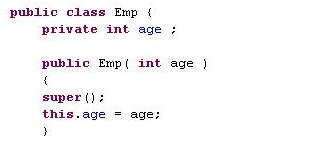 public class Emp {
    private int age ;

    public Emp( int age )
    {
    super();
    this.age = age;
    }